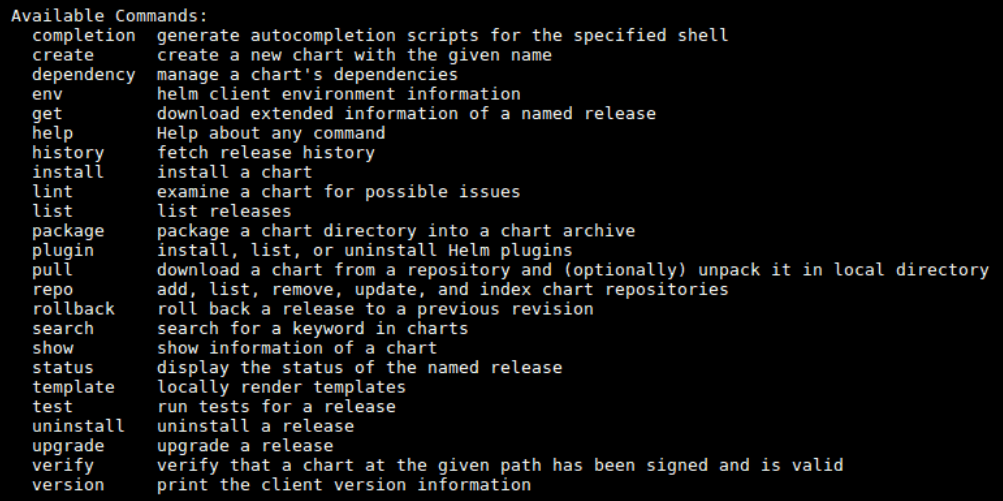 Available Commands:
  completion  generate autocompletion scripts for the specified shell
  create      create a new chart with the given name
  dependency  manage a chart's dependencies
  env         helm client environment information
  get         download extended information of a named release
  help        Help about any command
  history     fetch release history
  install     install a chart
  lint        examine a chart for possible issues
  list        list releases
  package     package a chart directory into a chart archive
  plugin      install, list, or uninstall Helm plugins
  pull        download a chart from a repository and (optionally) unpack it in local directory
  repo        add, list, remove, update, and index chart repositories
  rollback    roll back a release to a previous revision
  search      search for a keyword in charts
  show        show information of a chart
  status      display the status of the named release
  template    locally render templates
  test        run tests for a release
  uninstall   uninstall a release
  upgrade     upgrade a release
  verify      verify that a chart at the given path has been signed and is valid
  version     print the client version information